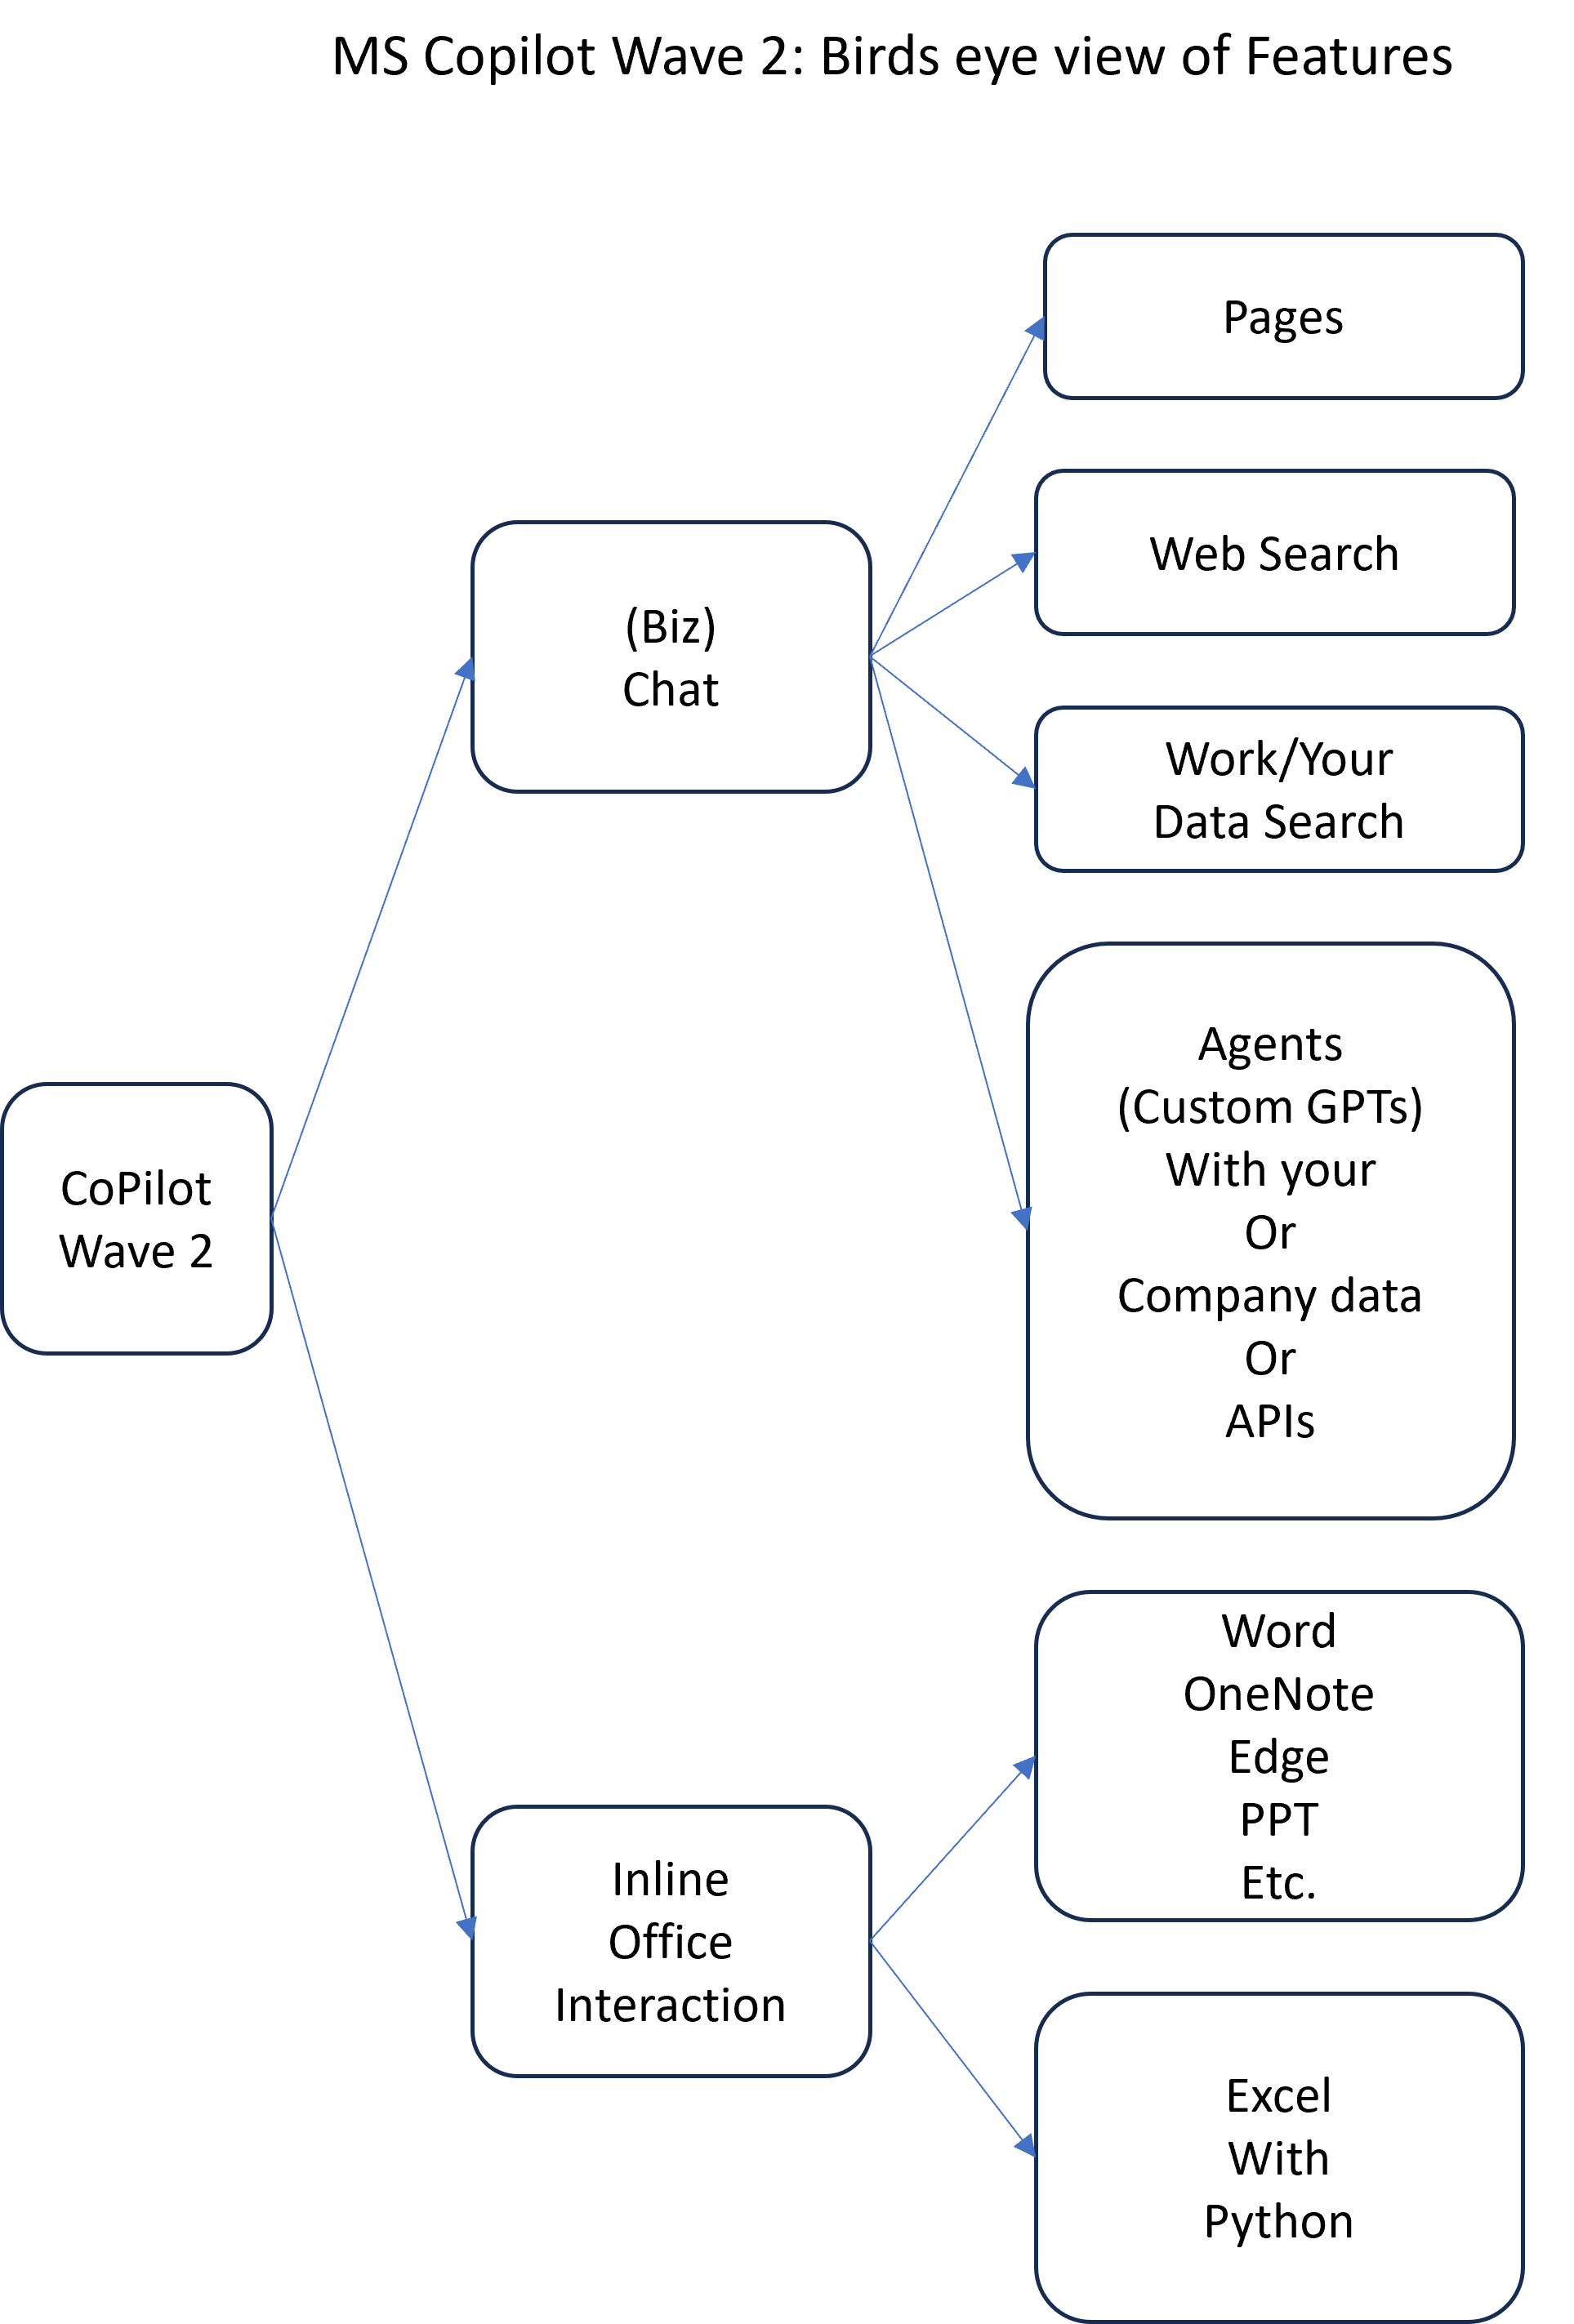 MS Copilot Wave 2: Birds eye view of Features
Pages
Web Search
(Biz)
Chat
Work/Your
Data Search
Agents
(Custom GPTs)
With your
Or
Company data
Or
APIs
CoPilot
Wave 2
Word
OneNote
Edge
PPT
Etc.
Inline
Office
Interaction
Excel
With
Python